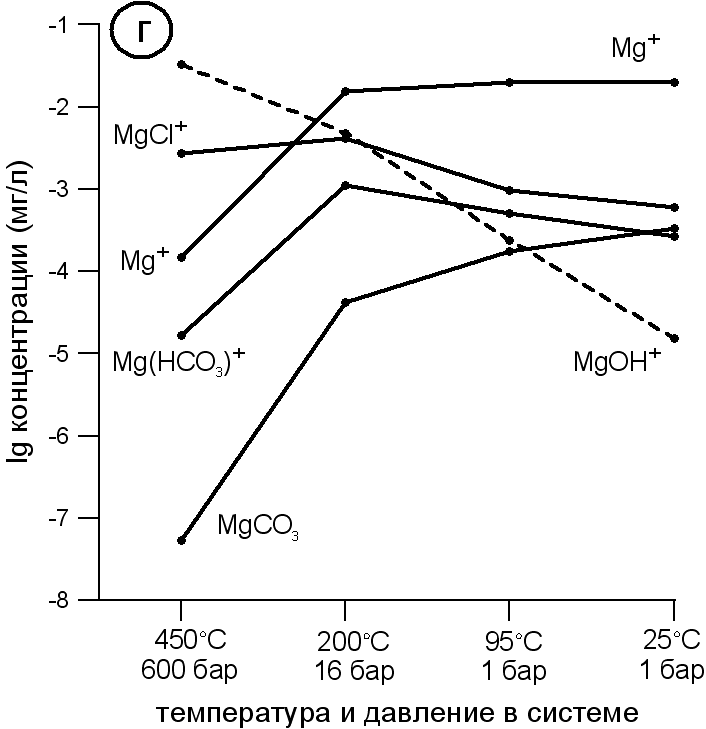 Г
-1
-2
-3
-4
-5
-6
-7
-8
lg концентрации (мг/л)
Mg⁺
MgCl⁺
Mg⁺
Mg(HCO₃)⁺
MgOH⁺
MgCO₃
450°C
600 бар
200°C
16 бар
95°C
1 бар
25°C
1 бар
температура и давление в системе